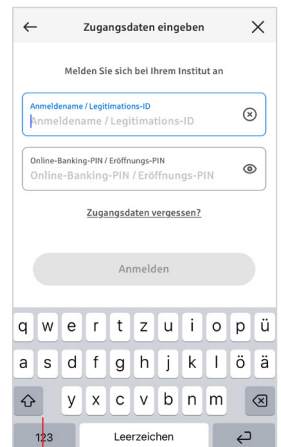 Zugangsdaten eingeben
Melden Sie sich bei Ihrem Institut an
Anmeldename / Legitimations-ID
Anmeldename / Legitimations-ID
Online-Banking-PIN / Eröffnungs-PIN
Online-Banking-PIN / Eröffnungs-PIN
Zugangsdaten vergessen?
Anmelden
q w e r t z u i o p ü
a s d f g h j k l ö ä
y x c v b n m
123 Leerzeichen